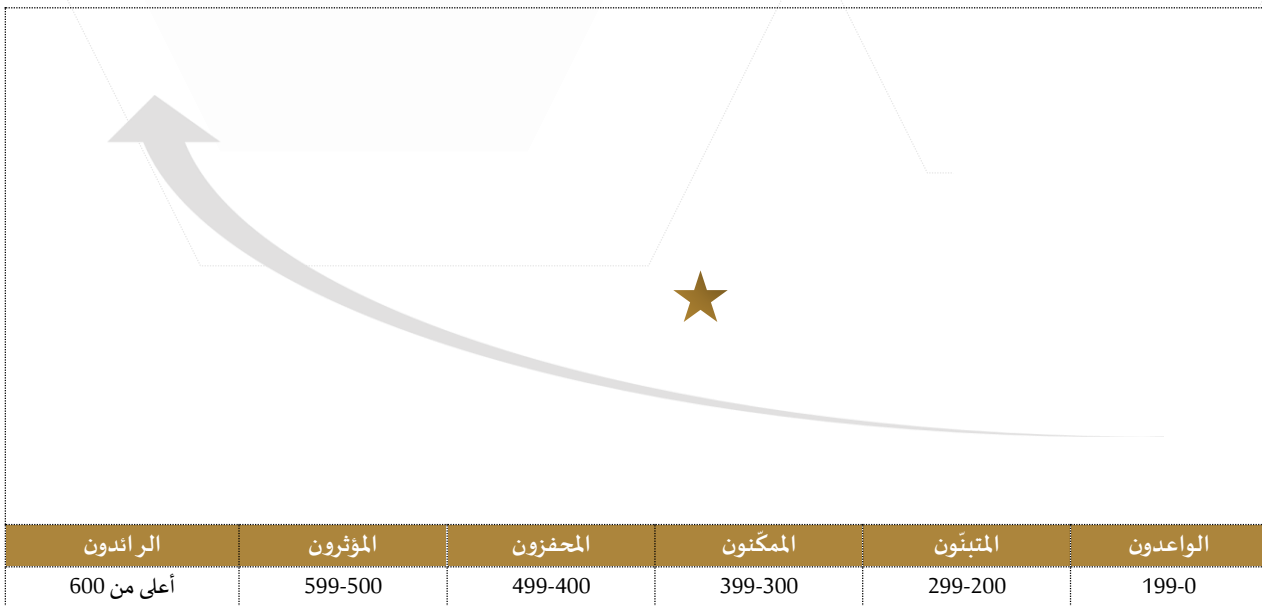 الواعدون المتبنّون الممكّنون المحفزون المؤثرون الرائدون
199-0 299-200 399-300 499-400 599-500 أعلى من 600